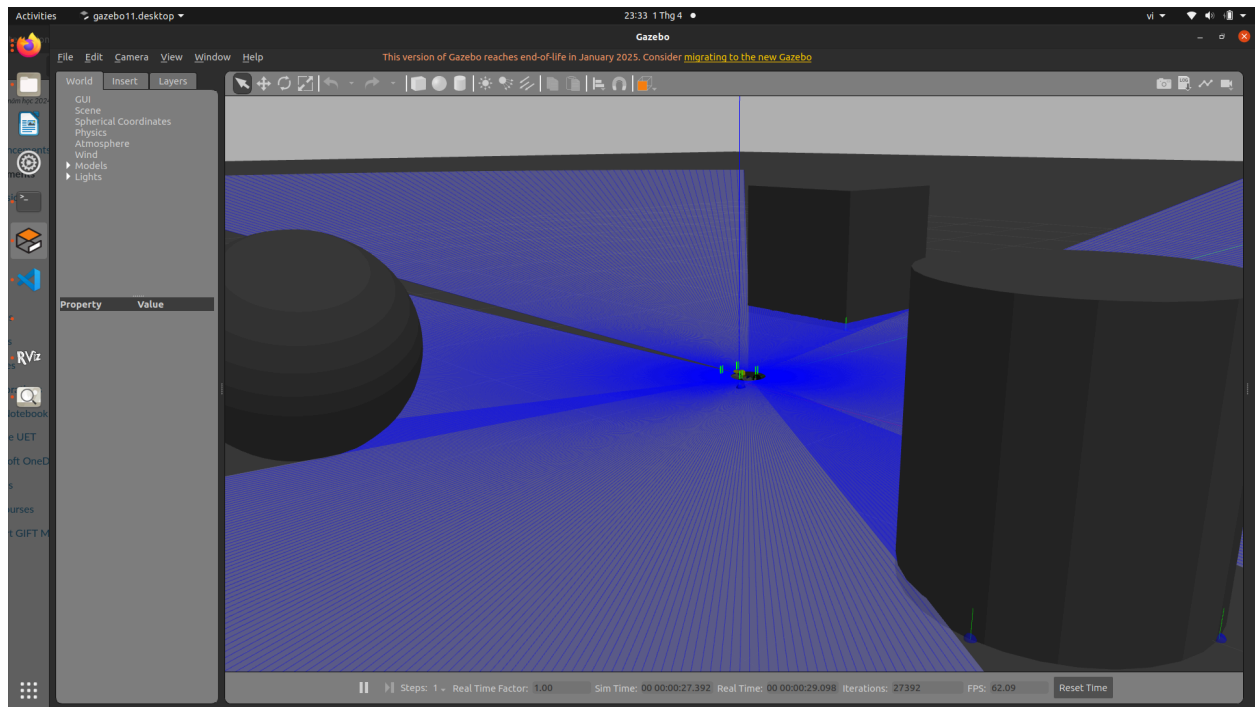 Activities gazebo11.desktop 23:33 1 Thg 4 vi
Gazebo
File Edit Camera View Window Help This version of Gazebo reaches end-of-life in January 2025. Consider migrating to the new Gazebo
World Insert Layers
GUI
Scene
Spherical Coordinates
Physics
Atmosphere
Wind
Models
Lights
Property Value
RViz
Notebook
e UET
oft OneD
s
ourses
t GIFT M
Steps: 1 Real Time Factor: 1.00 Sim Time: 00 00:00:27.392 Real Time: 00 00:00:29.098 Iterations: 27392 FPS: 62.09 Reset Time